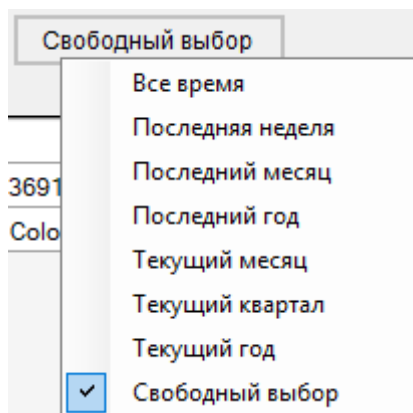 Свободный выбор
Все время
Последняя неделя
Последний месяц
3691
Последний год
Colo
Текущий месяц
Текущий квартал
Текущий год
Свободный выбор